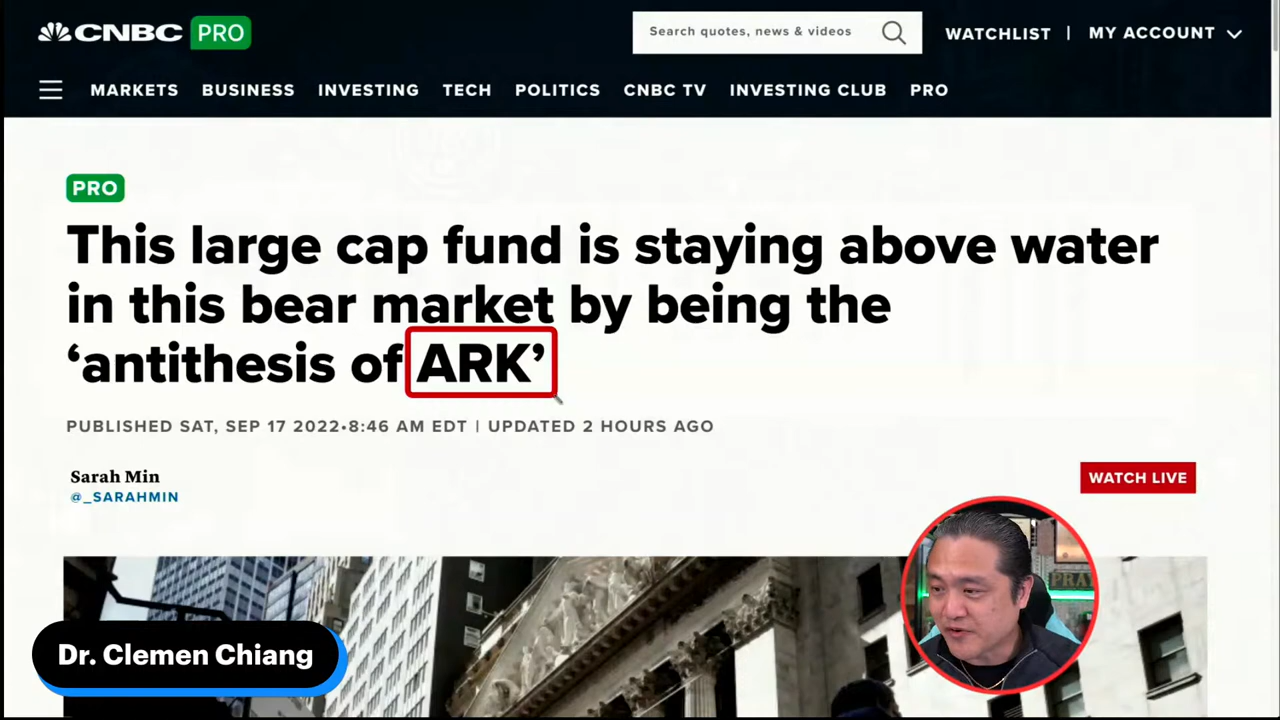 CNBC PRO
Search quotes, news & videos
WATCHLIST | MY ACCOUNT
MARKETS BUSINESS INVESTING TECH POLITICS CNBC TV INVESTING CLUB PRO
PRO
This large cap fund is staying above water
in this bear market by being the
‘antithesis of ARK’
PUBLISHED SAT, SEP 17 2022•8:46 AM EDT | UPDATED 2 HOURS AGO
Sarah Min
@_SARAHMIN
WATCH LIVE
PRAY
Dr. Clemen Chiang